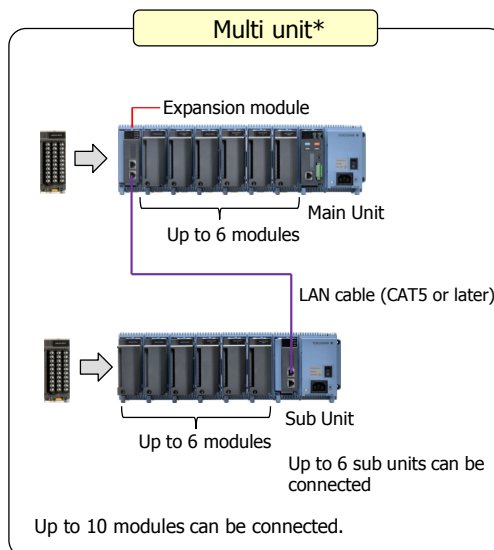 Multi unit*
Expansion module
Main Unit
Up to 6 modules
LAN cable (CAT5 or later)
Sub Unit
Up to 6 modules
Up to 6 sub units can be
connected
Up to 10 modules can be connected.